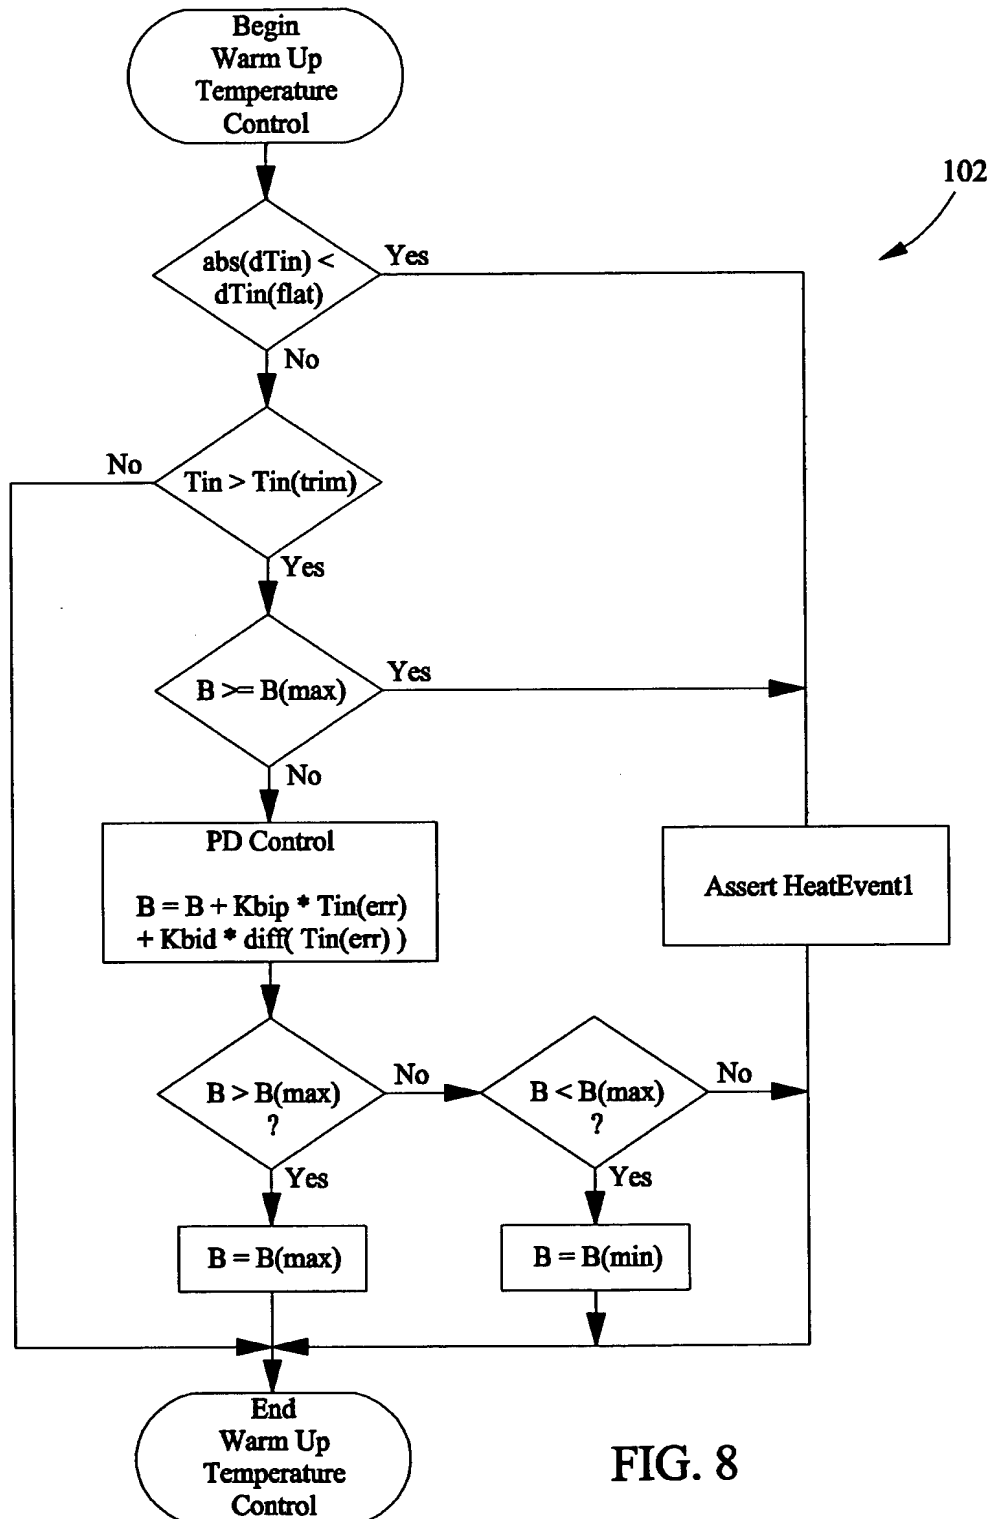 Begin
Warm Up
Temperature
Control
102
abs(dTin) <
dTin(flat)
Yes
No
Tin > Tin(trim)
No
Yes
B >= B(max)
Yes
No
PD Control
B = B + Kbip * Tin(err)
+ Kbid * diff( Tin(err) )
Assert HeatEvent1
B > B(max)
?
No
B < B(max)
?
No
Yes
Yes
B = B(max)
B = B(min)
End
Warm Up
Temperature
Control
FIG. 8